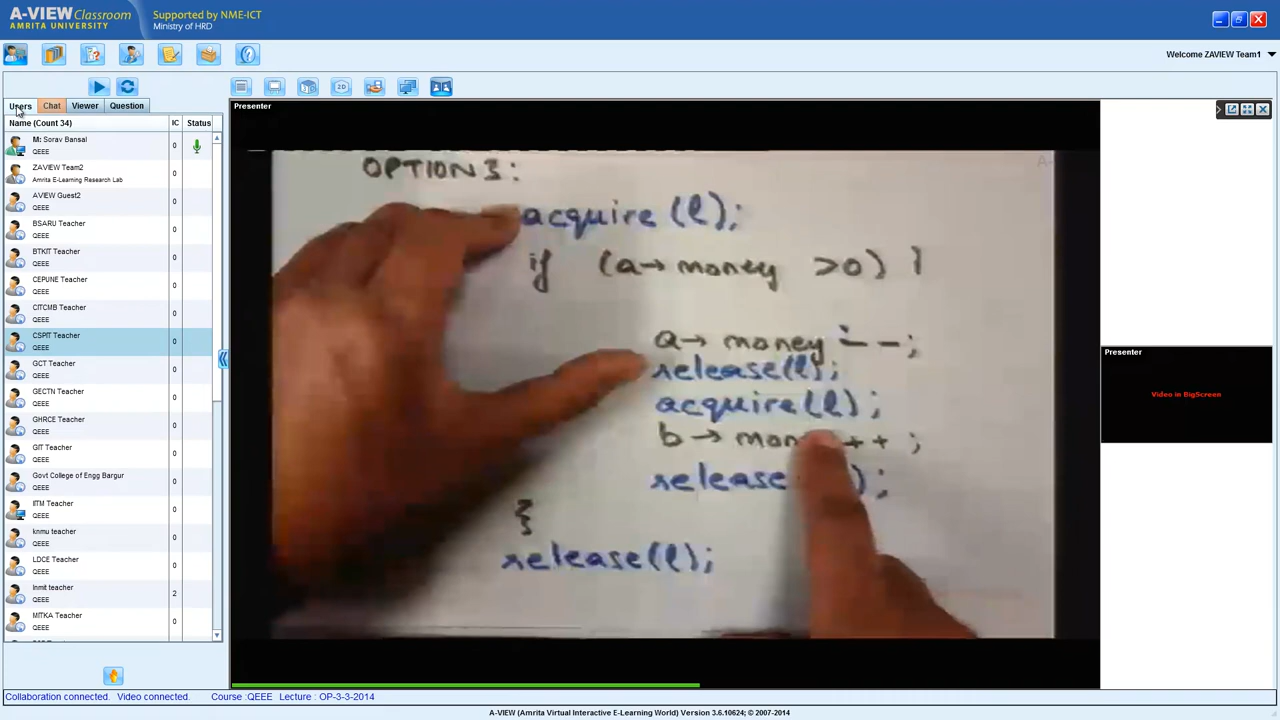 A-VIEW Classroom
AMRITA UNIVERSITY
Supported by NME-ICT
Ministry of HRD
Welcome ZAVIEW Team1
Users Chat Viewer Question
Name (Count 34) IC Status
M: Sorav Bansal
QEEE 0
ZAVIEW Team2
Amrita E-Learning Research Lab 0
AVIEW Guest2
QEEE 0
BSARU Teacher
QEEE 0
BTKIT Teacher
QEEE 0
CEPUNE Teacher
QEEE 0
CITCMB Teacher
QEEE 0
CSPIT Teacher
QEEE 0
GCT Teacher
QEEE 0
GECTN Teacher
QEEE 0
GHRCE Teacher
QEEE 0
GIT Teacher
QEEE 0
Govt College of Engg Bargur
QEEE 0
IITM Teacher
QEEE 0
knmu teacher
QEEE 0
LDCE Teacher
QEEE 0
lnmit teacher
QEEE 2
MITKA Teacher
QEEE 0
Presenter
OPTION 3:
acquire (l);
if (a→money >0) {
a→ money --;
release(l);
acquire(l);
b→ ++ ;
release );
}
release(l);
Presenter
Video in BigScreen
Collaboration connected. Video connected. Course :QEEE Lecture : OP-3-3-2014
A-VIEW (Amrita Virtual Interactive E-Learning World) Version 3.6.10624; © 2007-2014